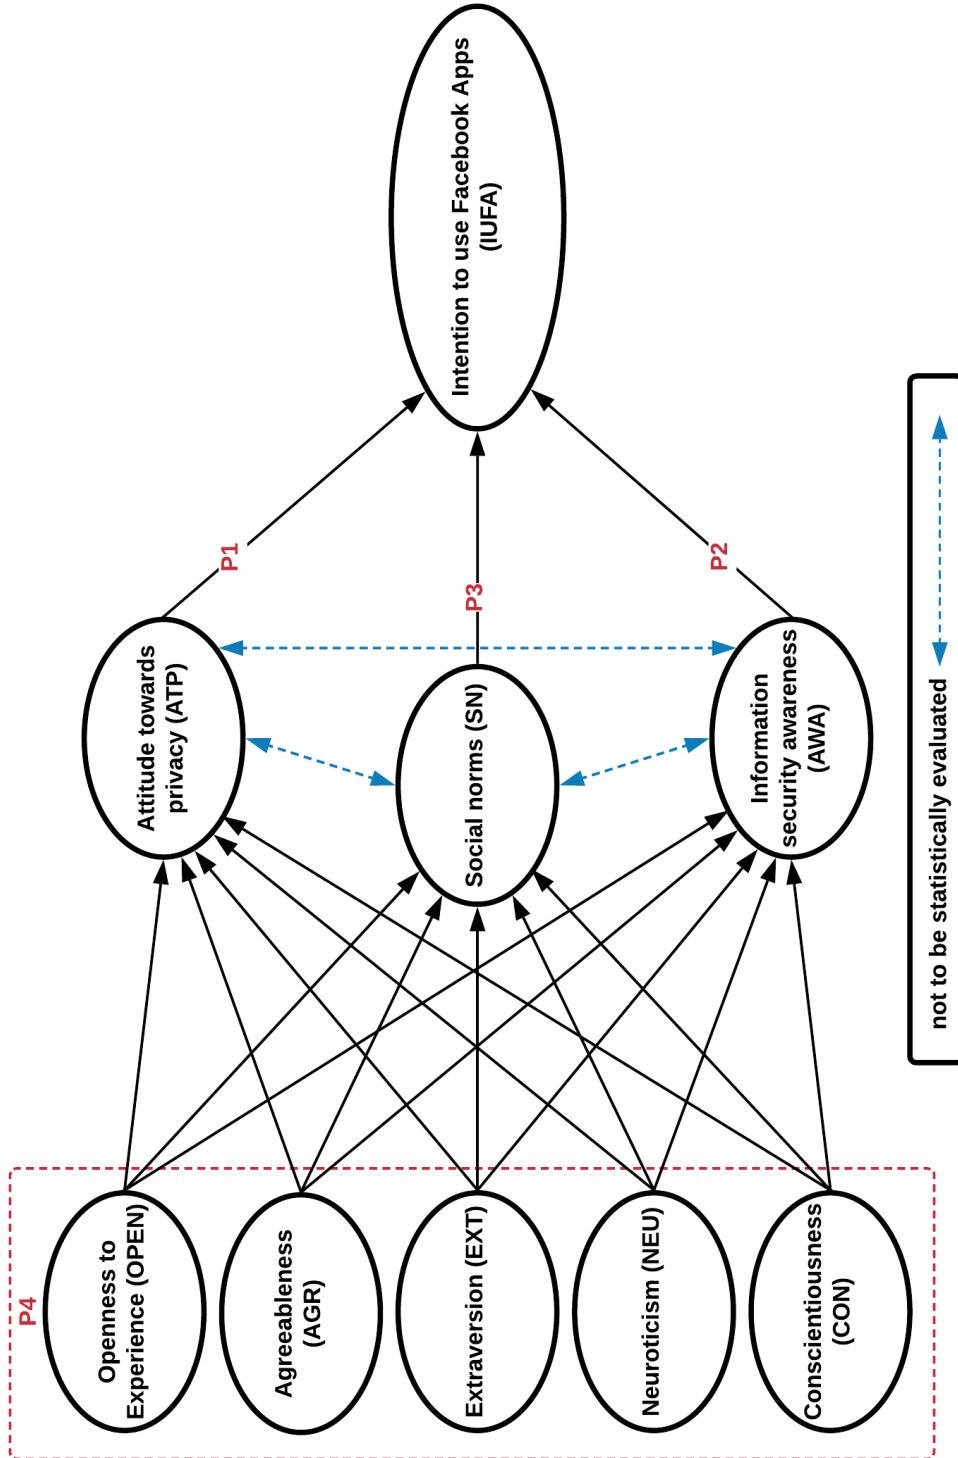 P4
Openness to
Experience (OPEN)
Agreeableness
(AGR)
Extraversion (EXT)
Neuroticism (NEU)
Conscientiousness
(CON)
Attitude towards
privacy (ATP)
Social norms (SN)
Information
security awareness
(AWA)
P1
P3
P2
Intention to use Facebook Apps
(IUFA)
not to be statistically evaluated